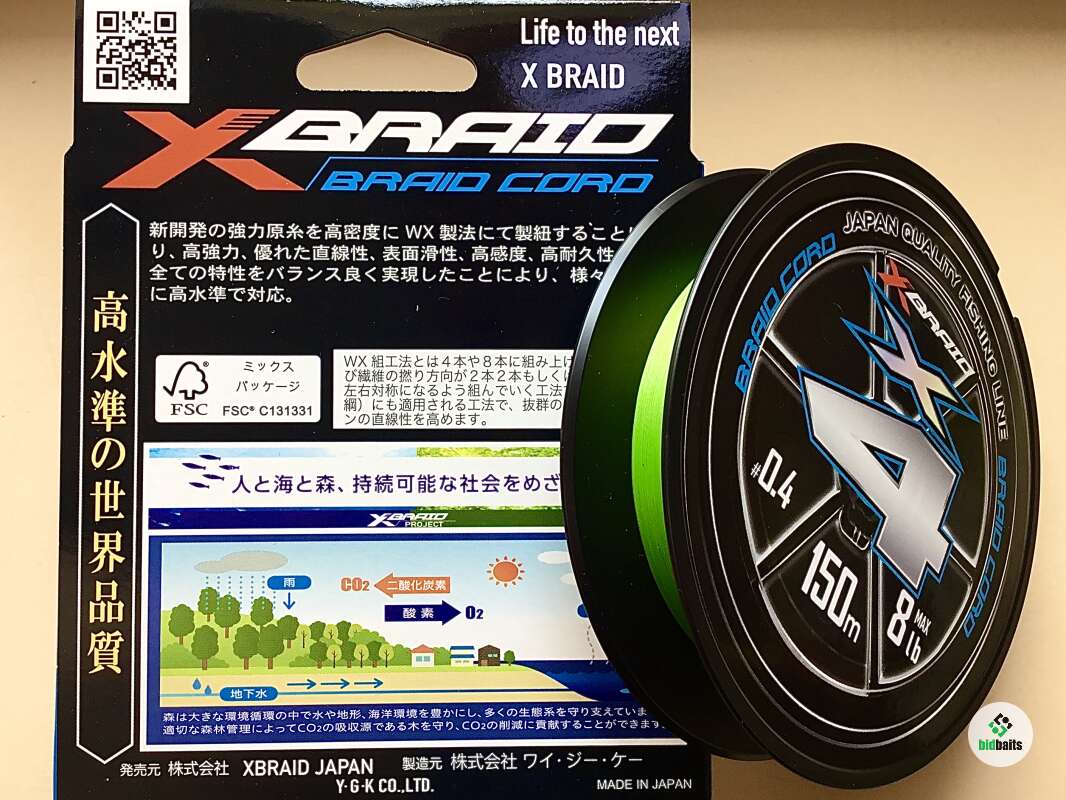 Life to the next
X BRAID
XBRAID
BRAID CORD
新開発の強力原糸を高密度に WX 製法にて製紐すること
り、高強力、優れた直線性、表面滑性、高感度、高耐久性
全ての特性をバランス良く実現したことにより、様々
に高水準で対応。
高水準の世界品質
ミックス
パッケージ
FSC
FSC® C131331
WX 組工法とは4本や8本に組み上げ
び繊維の撚り方向が2本2本もしくは
左右対称になるよう組んでいく工法
綱）にも適用される工法で、抜群の
ンの直線性を高めます。
人と海と森、持続可能な社会をめざ
XBRAID
PROJECT
雨
CO2
二酸化炭素
酸素
O2
地下水
森は大きな環境循環の中で水や地形、海洋環境を豊かにし、多くの生態系を守り支えていま
適切な森林管理によってCO2の吸収源である木を守り、CO2の削減に貢献することができます。
発売元 株式会社 XBRAID JAPAN 製造元 株式会社 ワイ・ジー・ケー
Y·G·K CO.,LTD.
MADE IN JAPAN
JAPAN QUALITY FISHING LINE
BRAID CORD
XBRAID
X
4
#0.4
150m
8lb
MAX
BRAID CORD
bidbaits